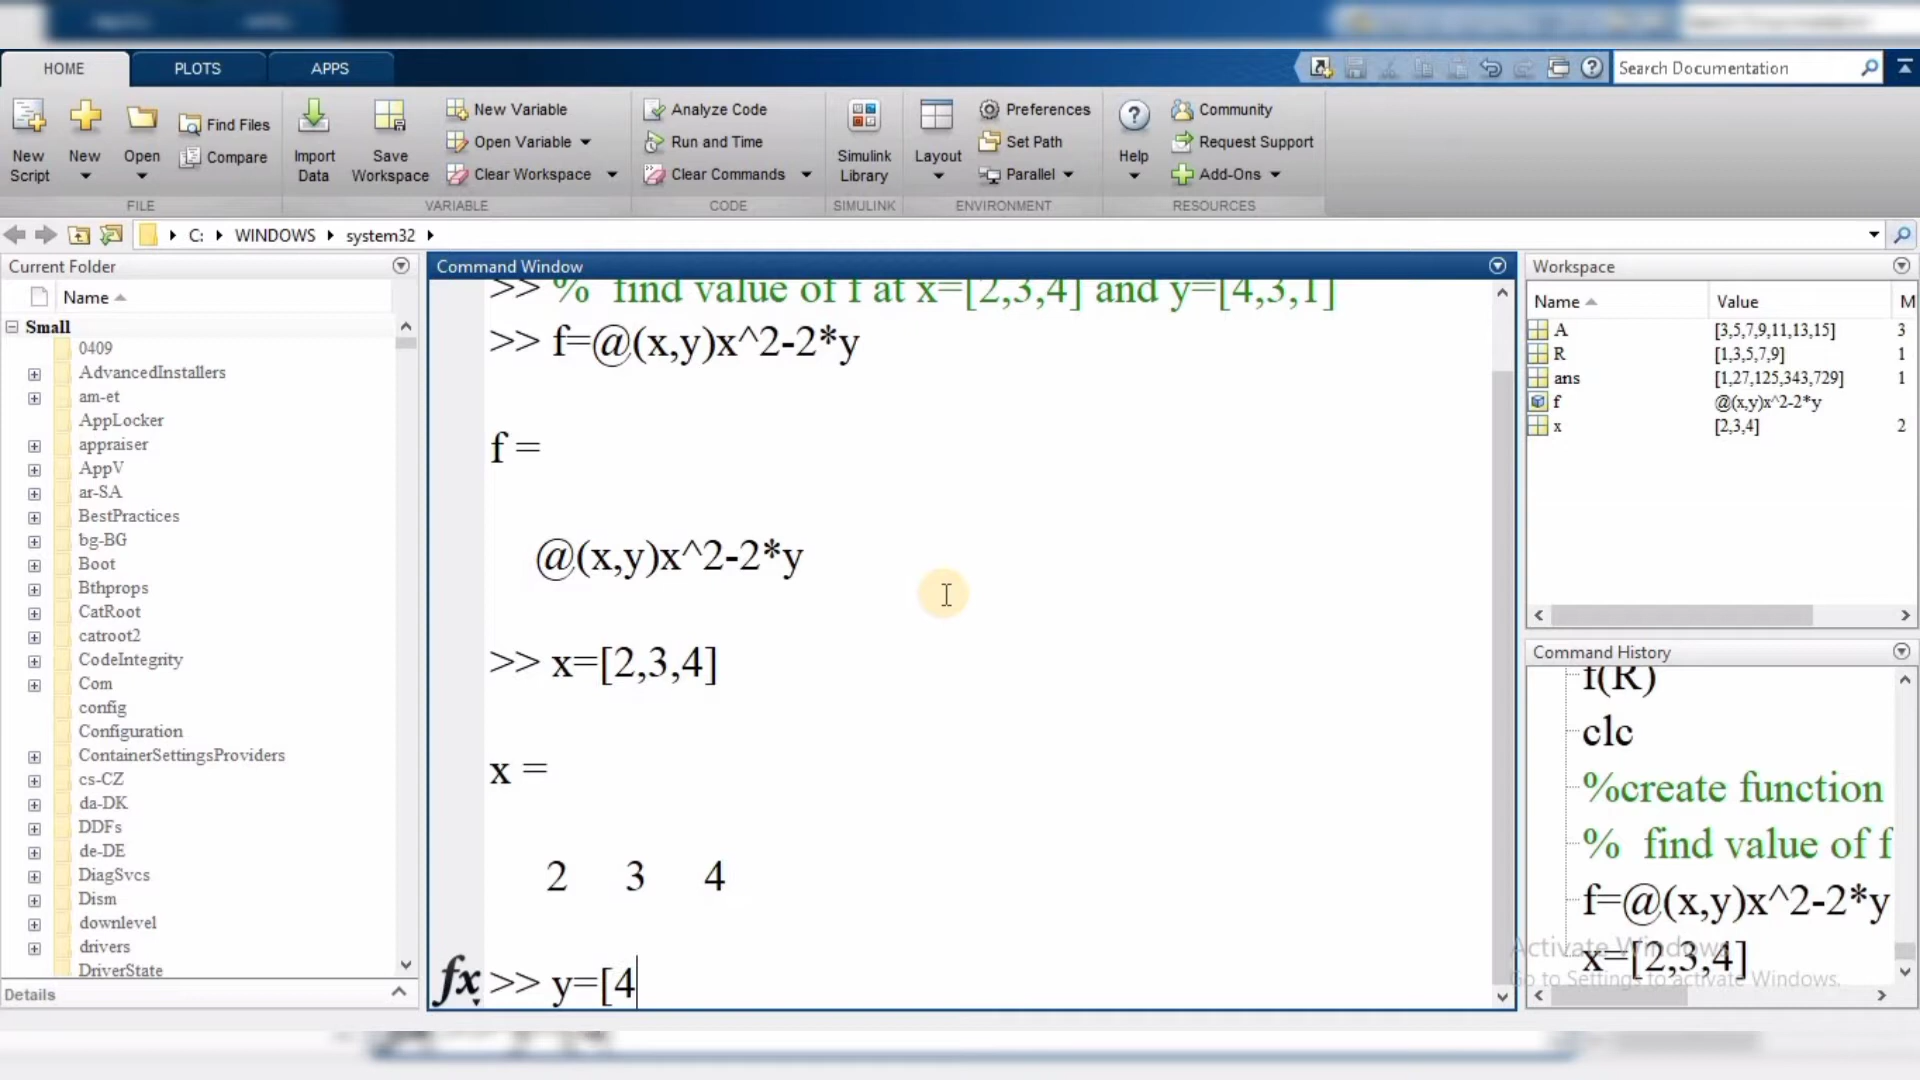 HOME PLOTS APPS
Search Documentation
New Script
New
Open
Find Files
Compare
FILE
Import Data
Save Workspace
New Variable
Open Variable
Clear Workspace
VARIABLE
Analyze Code
Run and Time
Clear Commands
CODE
Simulink Library
SIMULINK
Layout
Preferences
Set Path
Parallel
ENVIRONMENT
Help
Community
Request Support
Add-Ons
RESOURCES
C: WINDOWS system32
Current Folder
Name
Small
0409
AdvancedInstallers
am-et
AppLocker
appraiser
AppV
ar-SA
BestPractices
bg-BG
Boot
Bthprops
CatRoot
catroot2
CodeIntegrity
Com
config
Configuration
ContainerSettingsProviders
cs-CZ
da-DK
DDFs
de-DE
DiagSvcs
Dism
downlevel
drivers
DriverState
Details
Command Window
>> % find value of f at x=[2,3,4] and y=[4,3,1]
>> f=@(x,y)x^2-2*y
f =
@(x,y)x^2-2*y
>> x=[2,3,4]
x =
2 3 4
fx >> y=[4
Workspace
Name Value M
A [3,5,7,9,11,13,15] 3
R [1,3,5,7,9] 1
ans [1,27,125,343,729] 1
f @(x,y)x^2-2*y
x [2,3,4] 2
Command History
f(R)
clc
%create function
% find value of f
f=@(x,y)x^2-2*y
x=[2,3,4]
Activate Windows
Go to Settings to activate Windows.